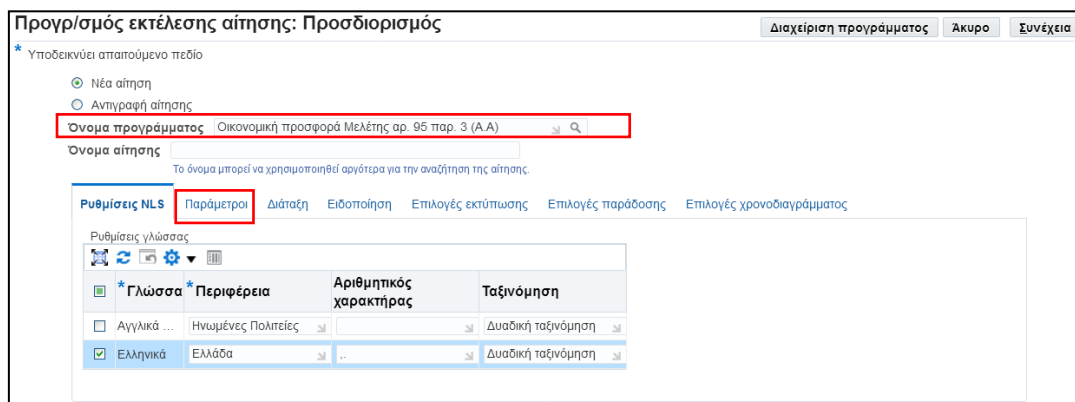 Προγρ/σμός εκτέλεσης αίτησης: Προσδιορισμός
Διαχείριση προγράμματος Άκυρο Συνέχεια
* Υποδεικνύει απαιτούμενο πεδίο
Νέα αίτηση
Αντιγραφή αίτησης
Όνομα προγράμματος Οικονομική προσφορά Μελέτης αρ. 95 παρ. 3 (Α.Α)
Όνομα αίτησης
Το όνομα μπορεί να χρησιμοποιηθεί αργότερα για την αναζήτηση της αίτησης.
Ρυθμίσεις NLS Παράμετροι Διάταξη Ειδοποίηση Επιλογές εκτύπωσης Επιλογές παράδοσης Επιλογές χρονοδιαγράμματος
Ρυθμίσεις γλώσσας
* Γλώσσα * Περιφέρεια Αριθμητικός χαρακτήρας Ταξινόμηση
Αγγλικά ... Ηνωμένες Πολιτείες Δυαδική ταξινόμηση
Ελληνικά Ελλάδα ,. Δυαδική ταξινόμηση